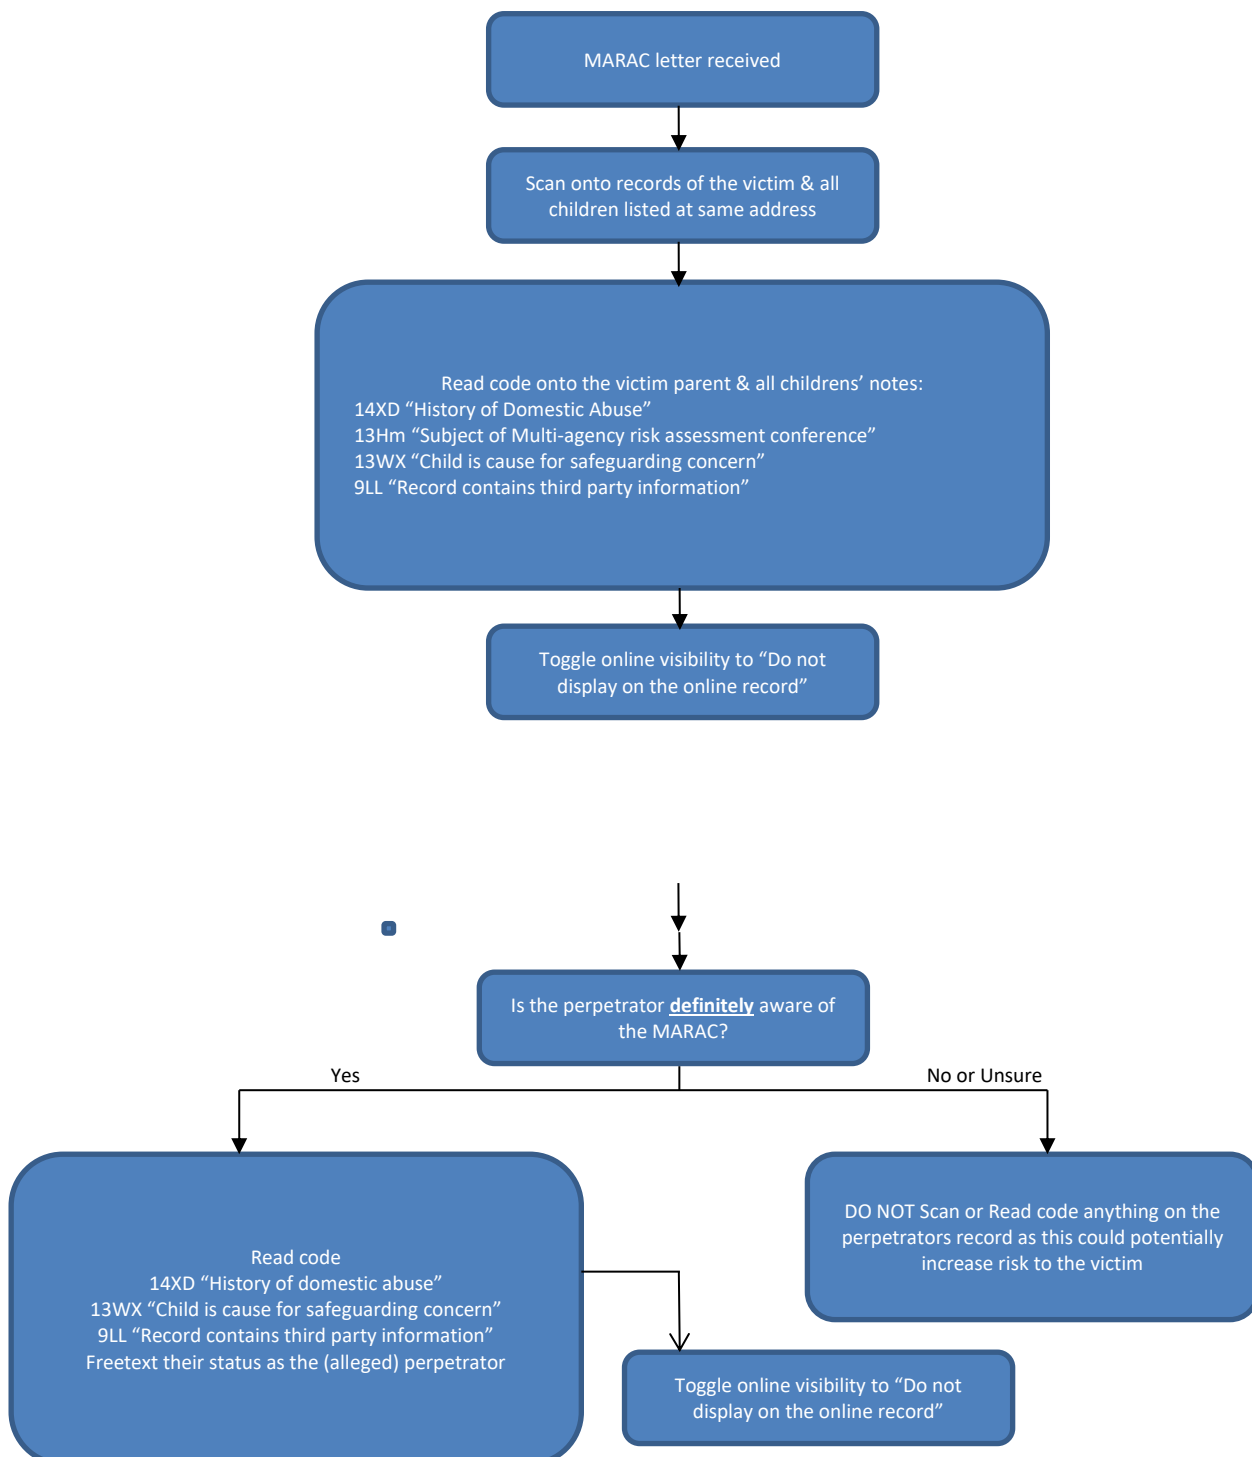 MARAC letter received
Scan onto records of the victim & all
children listed at same address
Read code onto the victim parent & all childrens’ notes:
14XD “History of Domestic Abuse”
13Hm “Subject of Multi-agency risk assessment conference”
13WX “Child is cause for safeguarding concern”
9LL “Record contains third party information”
Toggle online visibility to “Do not
display on the online record”
Is the perpetrator definitely aware of
the MARAC?
Yes
No or Unsure
Read code
14XD “History of domestic abuse”
13WX “Child is cause for safeguarding concern”
9LL “Record contains third party information”
Freetext their status as the (alleged) perpetrator
DO NOT Scan or Read code anything on the
perpetrators record as this could potentially
increase risk to the victim
Toggle online visibility to “Do not
display on the online record”